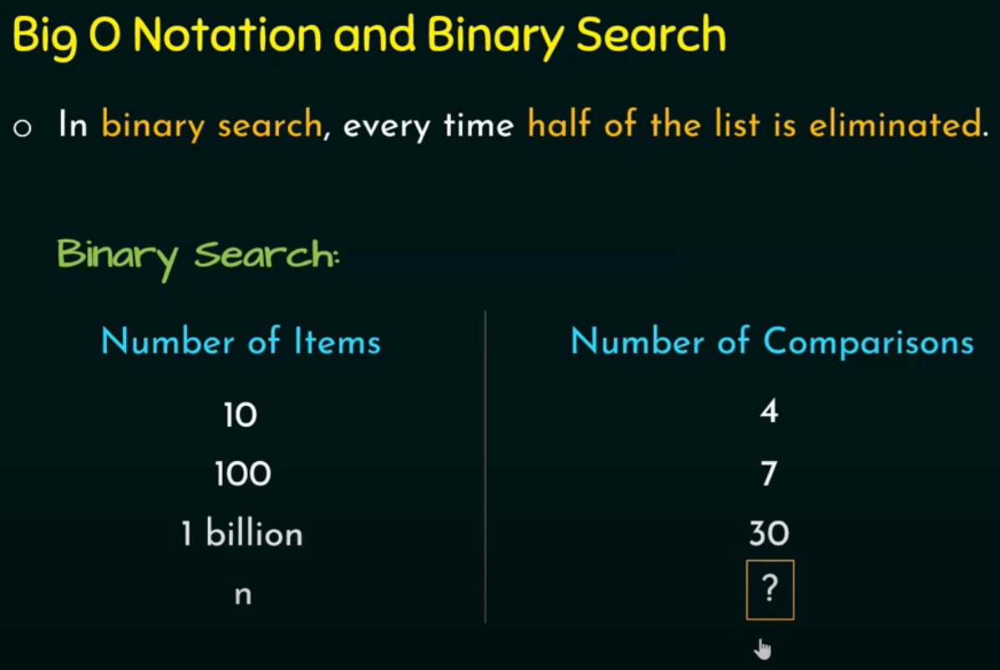 Big O Notation and Binary Search
○ In binary search, every time half of the list is eliminated.
Binary Search:
Number of Items Number of Comparisons
10 4
100 7
1 billion 30
n ?